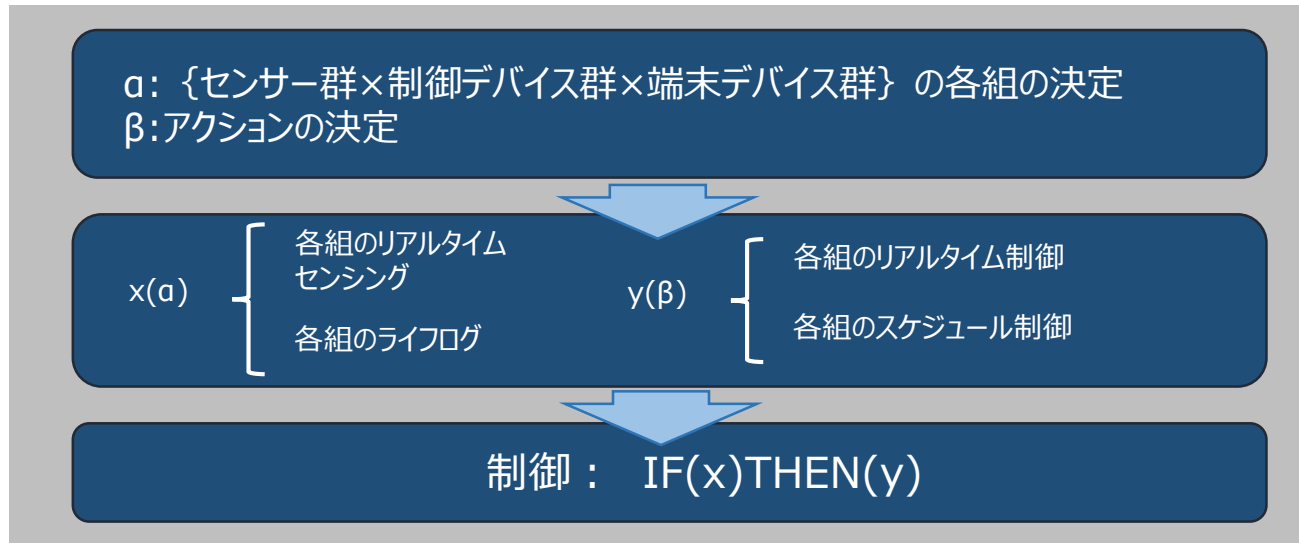 α：{センサー群×制御デバイス群×端末デバイス群} の各組の決定
β:アクションの決定
x(α)
各組のリアルタイム
センシング
各組のライフログ
y(β)
各組のリアルタイム制御
各組のスケジュール制御
制御： IF(x)THEN(y)